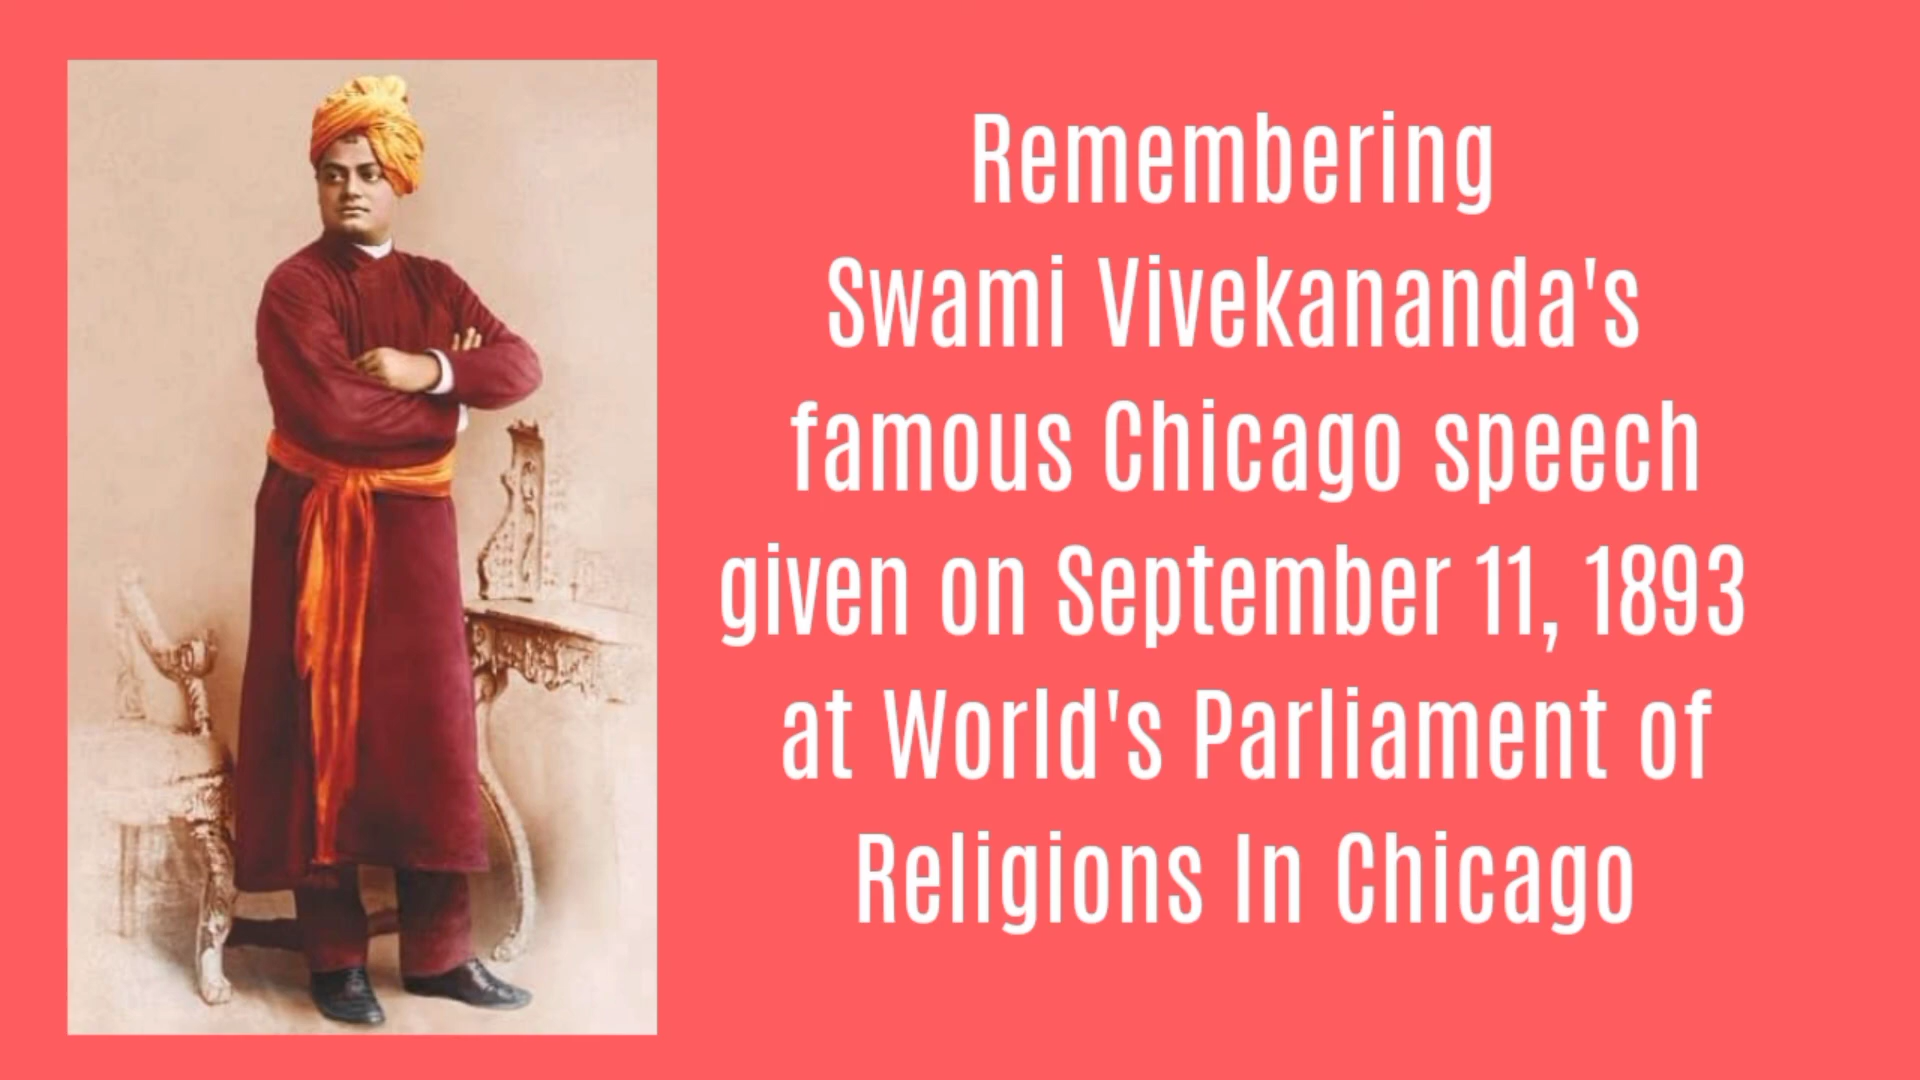 Remembering
Swami Vivekananda's
famous Chicago speech
given on September 11, 1893
at World's Parliament of
Religions In Chicago